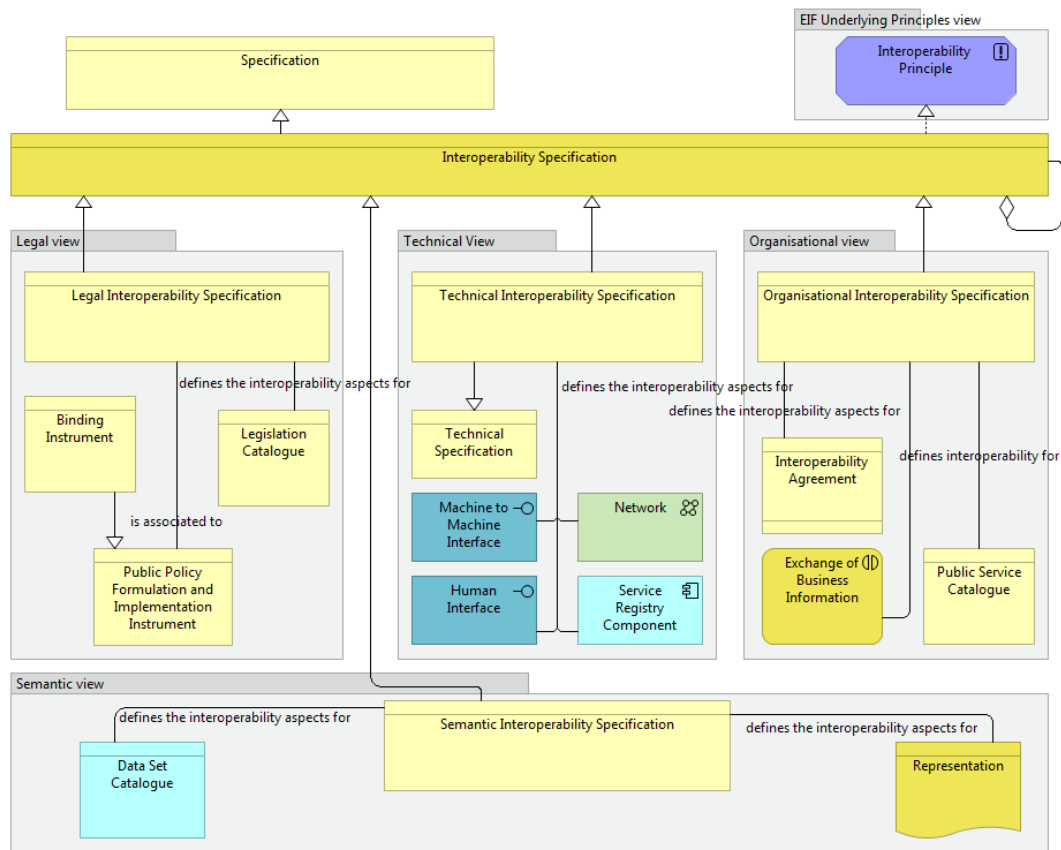 EIF Underlying Principles view
Interoperability
Principle
Specification
Interoperability Specification
Legal view
Legal Interoperability Specification
defines the interoperability aspects for
Binding
Instrument
Legislation
Catalogue
is associated to
Public Policy
Formulation and
Implementation
Instrument
Technical View
Technical Interoperability Specification
defines the interoperability aspects for
Technical
Specification
Machine to
Machine
Interface
Network
Human
Interface
Service
Registry
Component
Organisational view
Organisational Interoperability Specification
defines the interoperability aspects for
Interoperability
Agreement
defines interoperability for
Exchange of
Business
Information
Public Service
Catalogue
Semantic view
defines the interoperability aspects for
Semantic Interoperability Specification
defines the interoperability aspects for
Data Set
Catalogue
Representation